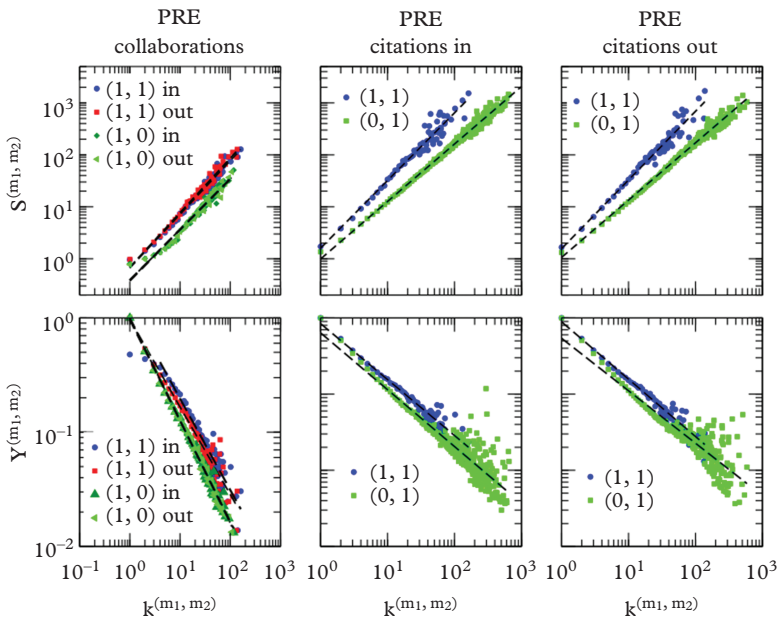 PRE
collaborations
PRE
citations in
PRE
citations out
S^(m₁, m₂)
10³
10²
10¹
10⁰
(1, 1) in
(1, 1) out
(1, 0) in
(1, 0) out
(1, 1)
(0, 1)
(1, 1)
(0, 1)
Y^(m₁, m₂)
10⁰
10⁻¹
10⁻²
(1, 1) in
(1, 1) out
(1, 0) in
(1, 0) out
(1, 1)
(0, 1)
(1, 1)
(0, 1)
10⁻¹ 10⁰ 10¹ 10² 10³
10⁰ 10¹ 10² 10³
10⁰ 10¹ 10² 10³
k^(m₁, m₂)
k^(m₁, m₂)
k^(m₁, m₂)